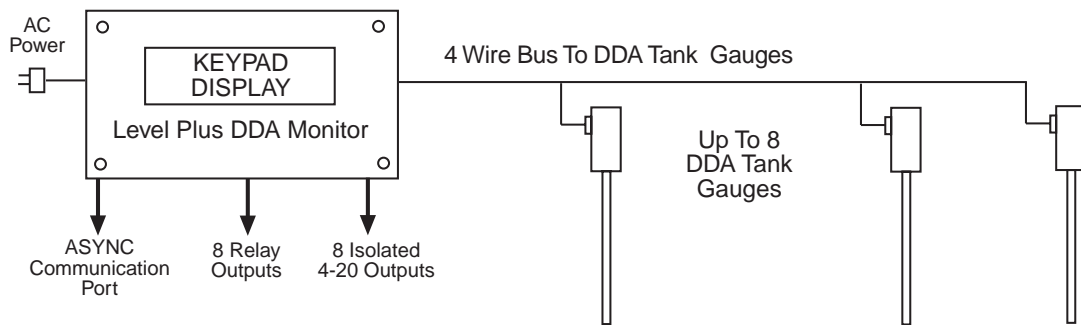 AC
Power
KEYPAD
DISPLAY
Level Plus DDA Monitor
4 Wire Bus To DDA Tank Gauges
Up To 8
DDA Tank
Gauges
ASYNC
Communication
Port
8 Relay
Outputs
8 Isolated
4-20 Outputs